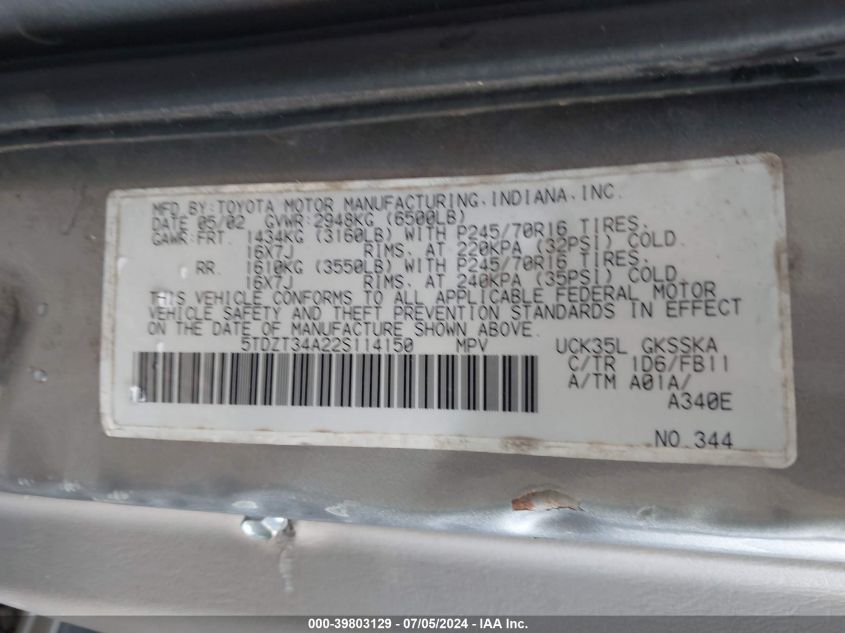 MFD BY: TOYOTA MOTOR MANUFACTURING, INDIANA, INC.
DATE 05/02 GVWR 2948KG (6500LB)
GAWR: FRT. 1434KG (3160LB) WITH P245/70R16 TIRES,
16X7J RIMS, AT 220KPA (32PSI) COLD.
RR. 1610KG (3550LB) WITH P245/70R16 TIRES,
16X7J RIMS, AT 240KPA (35PSI) COLD.
THIS VEHICLE CONFORMS TO ALL APPLICABLE FEDERAL MOTOR
VEHICLE SAFETY AND THEFT PREVENTION STANDARDS IN EFFECT
ON THE DATE OF MANUFACTURE SHOWN ABOVE.
5TDZT34A22S114150 MPV UCK35L GKSSKA
C/TR 1D6/FB11
A/TM A01A/
A340E
NO.344
000-39803129 - 07/05/2024 - IAA Inc.